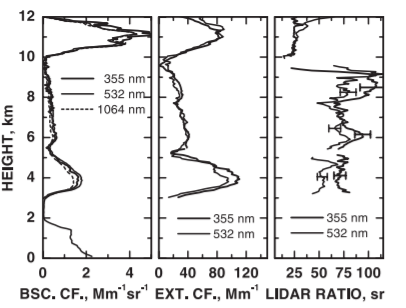 HEIGHT, km
12
10
8
6
4
2
0
355 nm
532 nm
1064 nm
355 nm
532 nm
355 nm
532 nm
0 2 4
0 40 80 120
25 50 75 100
BSC. CF., Mm⁻¹sr⁻¹ EXT. CF., Mm⁻¹ LIDAR RATIO, sr